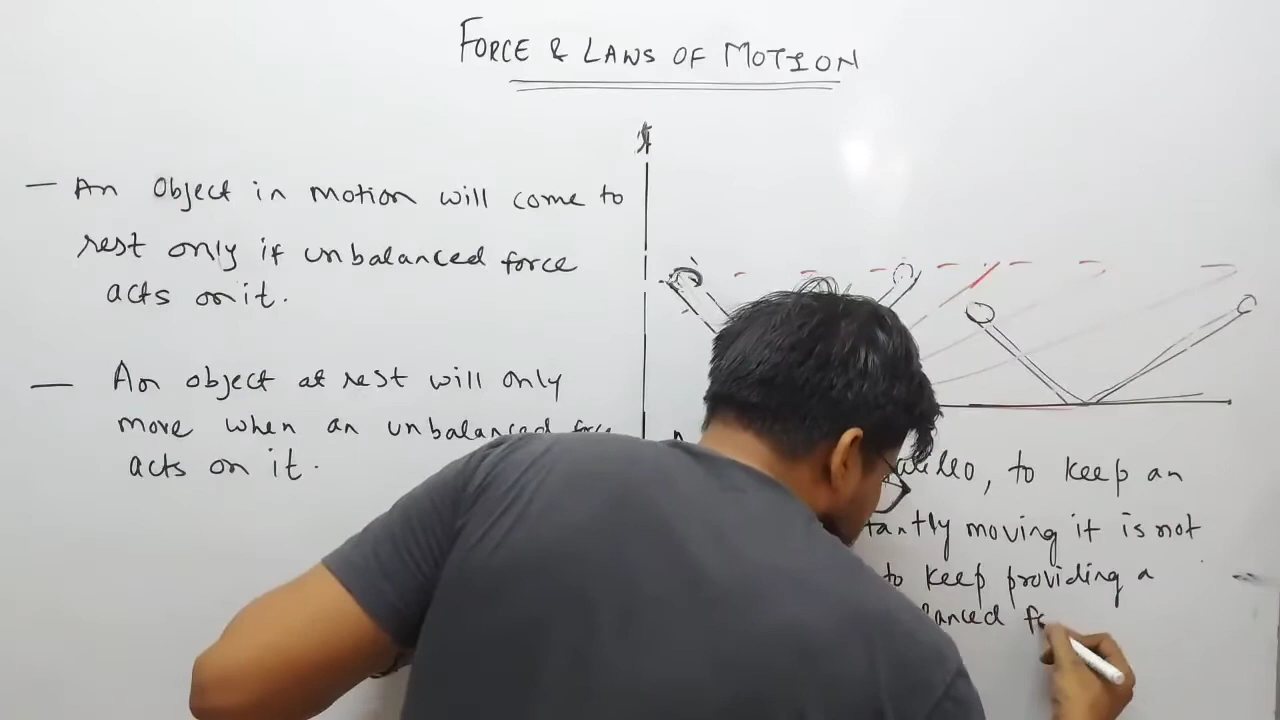 FORCE & LAWS OF MOTION
— An object in motion will come to
rest only if unbalanced force
acts on it.
— An object at rest will only
move when an unbalanced
acts on it.
to keep an
moving it is not
to keep providing a